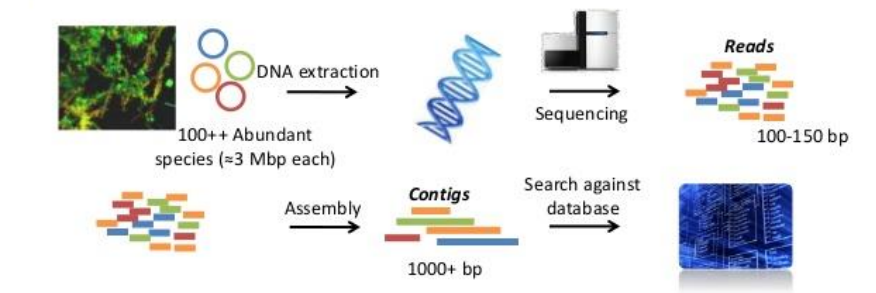 Reads
DNA extraction
Sequencing
100++ Abundant
species (≈3 Mbp each)
100-150 bp
Assembly
Contigs
Search against
database
1000+ bp